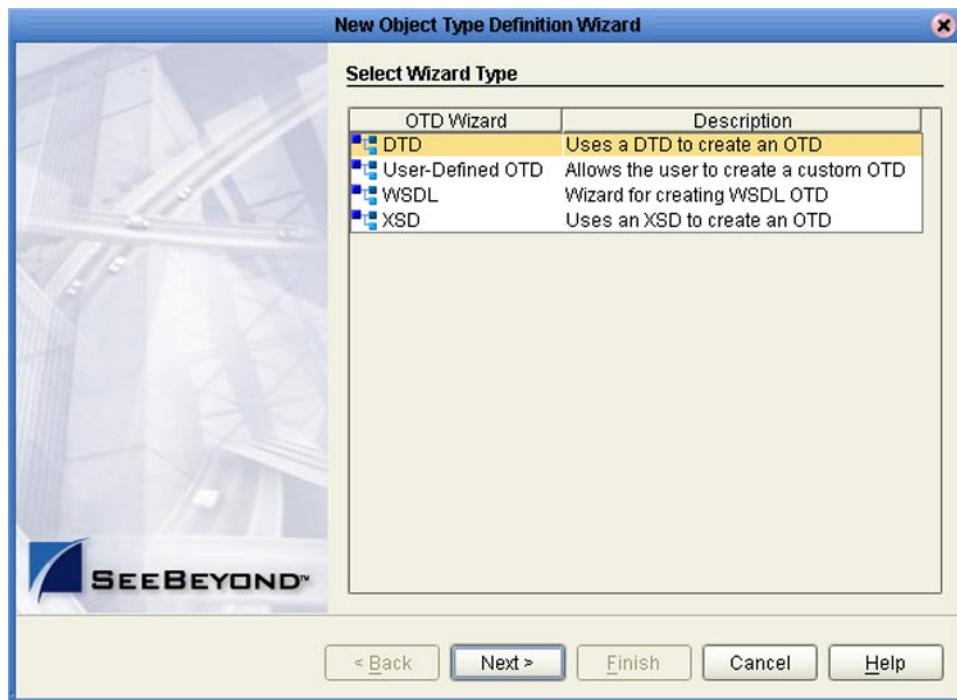 New Object Type Definition Wizard
Select Wizard Type
OTD Wizard Description
DTD Uses a DTD to create an OTD
User-Defined OTD Allows the user to create a custom OTD
WSDL Wizard for creating WSDL OTD
XSD Uses an XSD to create an OTD
SEEBEYOND™
< Back Next > Finish Cancel Help